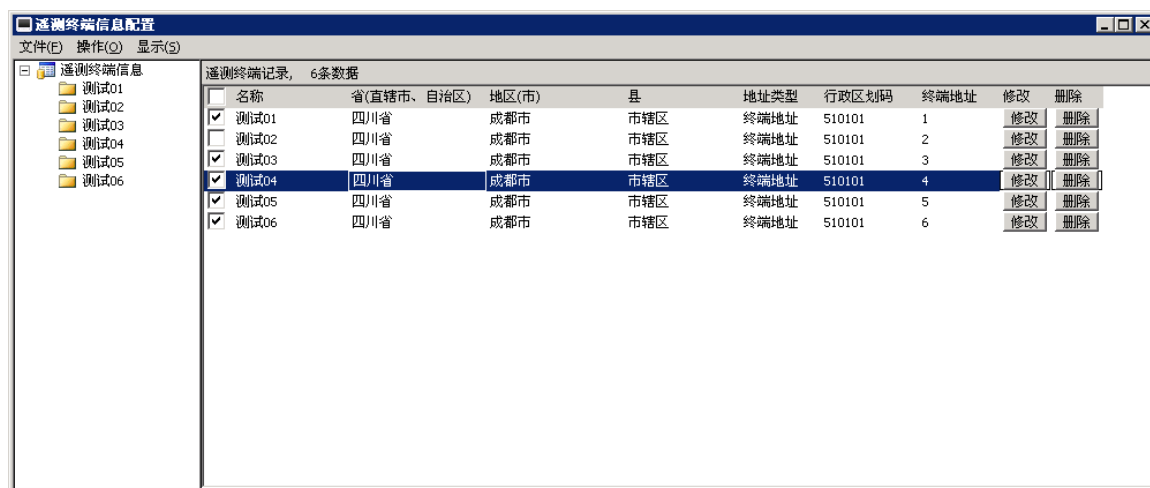 遥测终端信息配置
文件(F) 操作(O) 显示(S)
遥测终端信息
测试01
测试02
测试03
测试04
测试05
测试06
遥测终端记录, 6条数据
名称 省(直辖市、自治区) 地区(市) 县 地址类型 行政区划码 终端地址 修改 删除
测试01 四川省 成都市 市辖区 终端地址 510101 1 修改 删除
测试02 四川省 成都市 市辖区 终端地址 510101 2 修改 删除
测试03 四川省 成都市 市辖区 终端地址 510101 3 修改 删除
测试04 四川省 成都市 市辖区 终端地址 510101 4 修改 删除
测试05 四川省 成都市 市辖区 终端地址 510101 5 修改 删除
测试06 四川省 成都市 市辖区 终端地址 510101 6 修改 删除